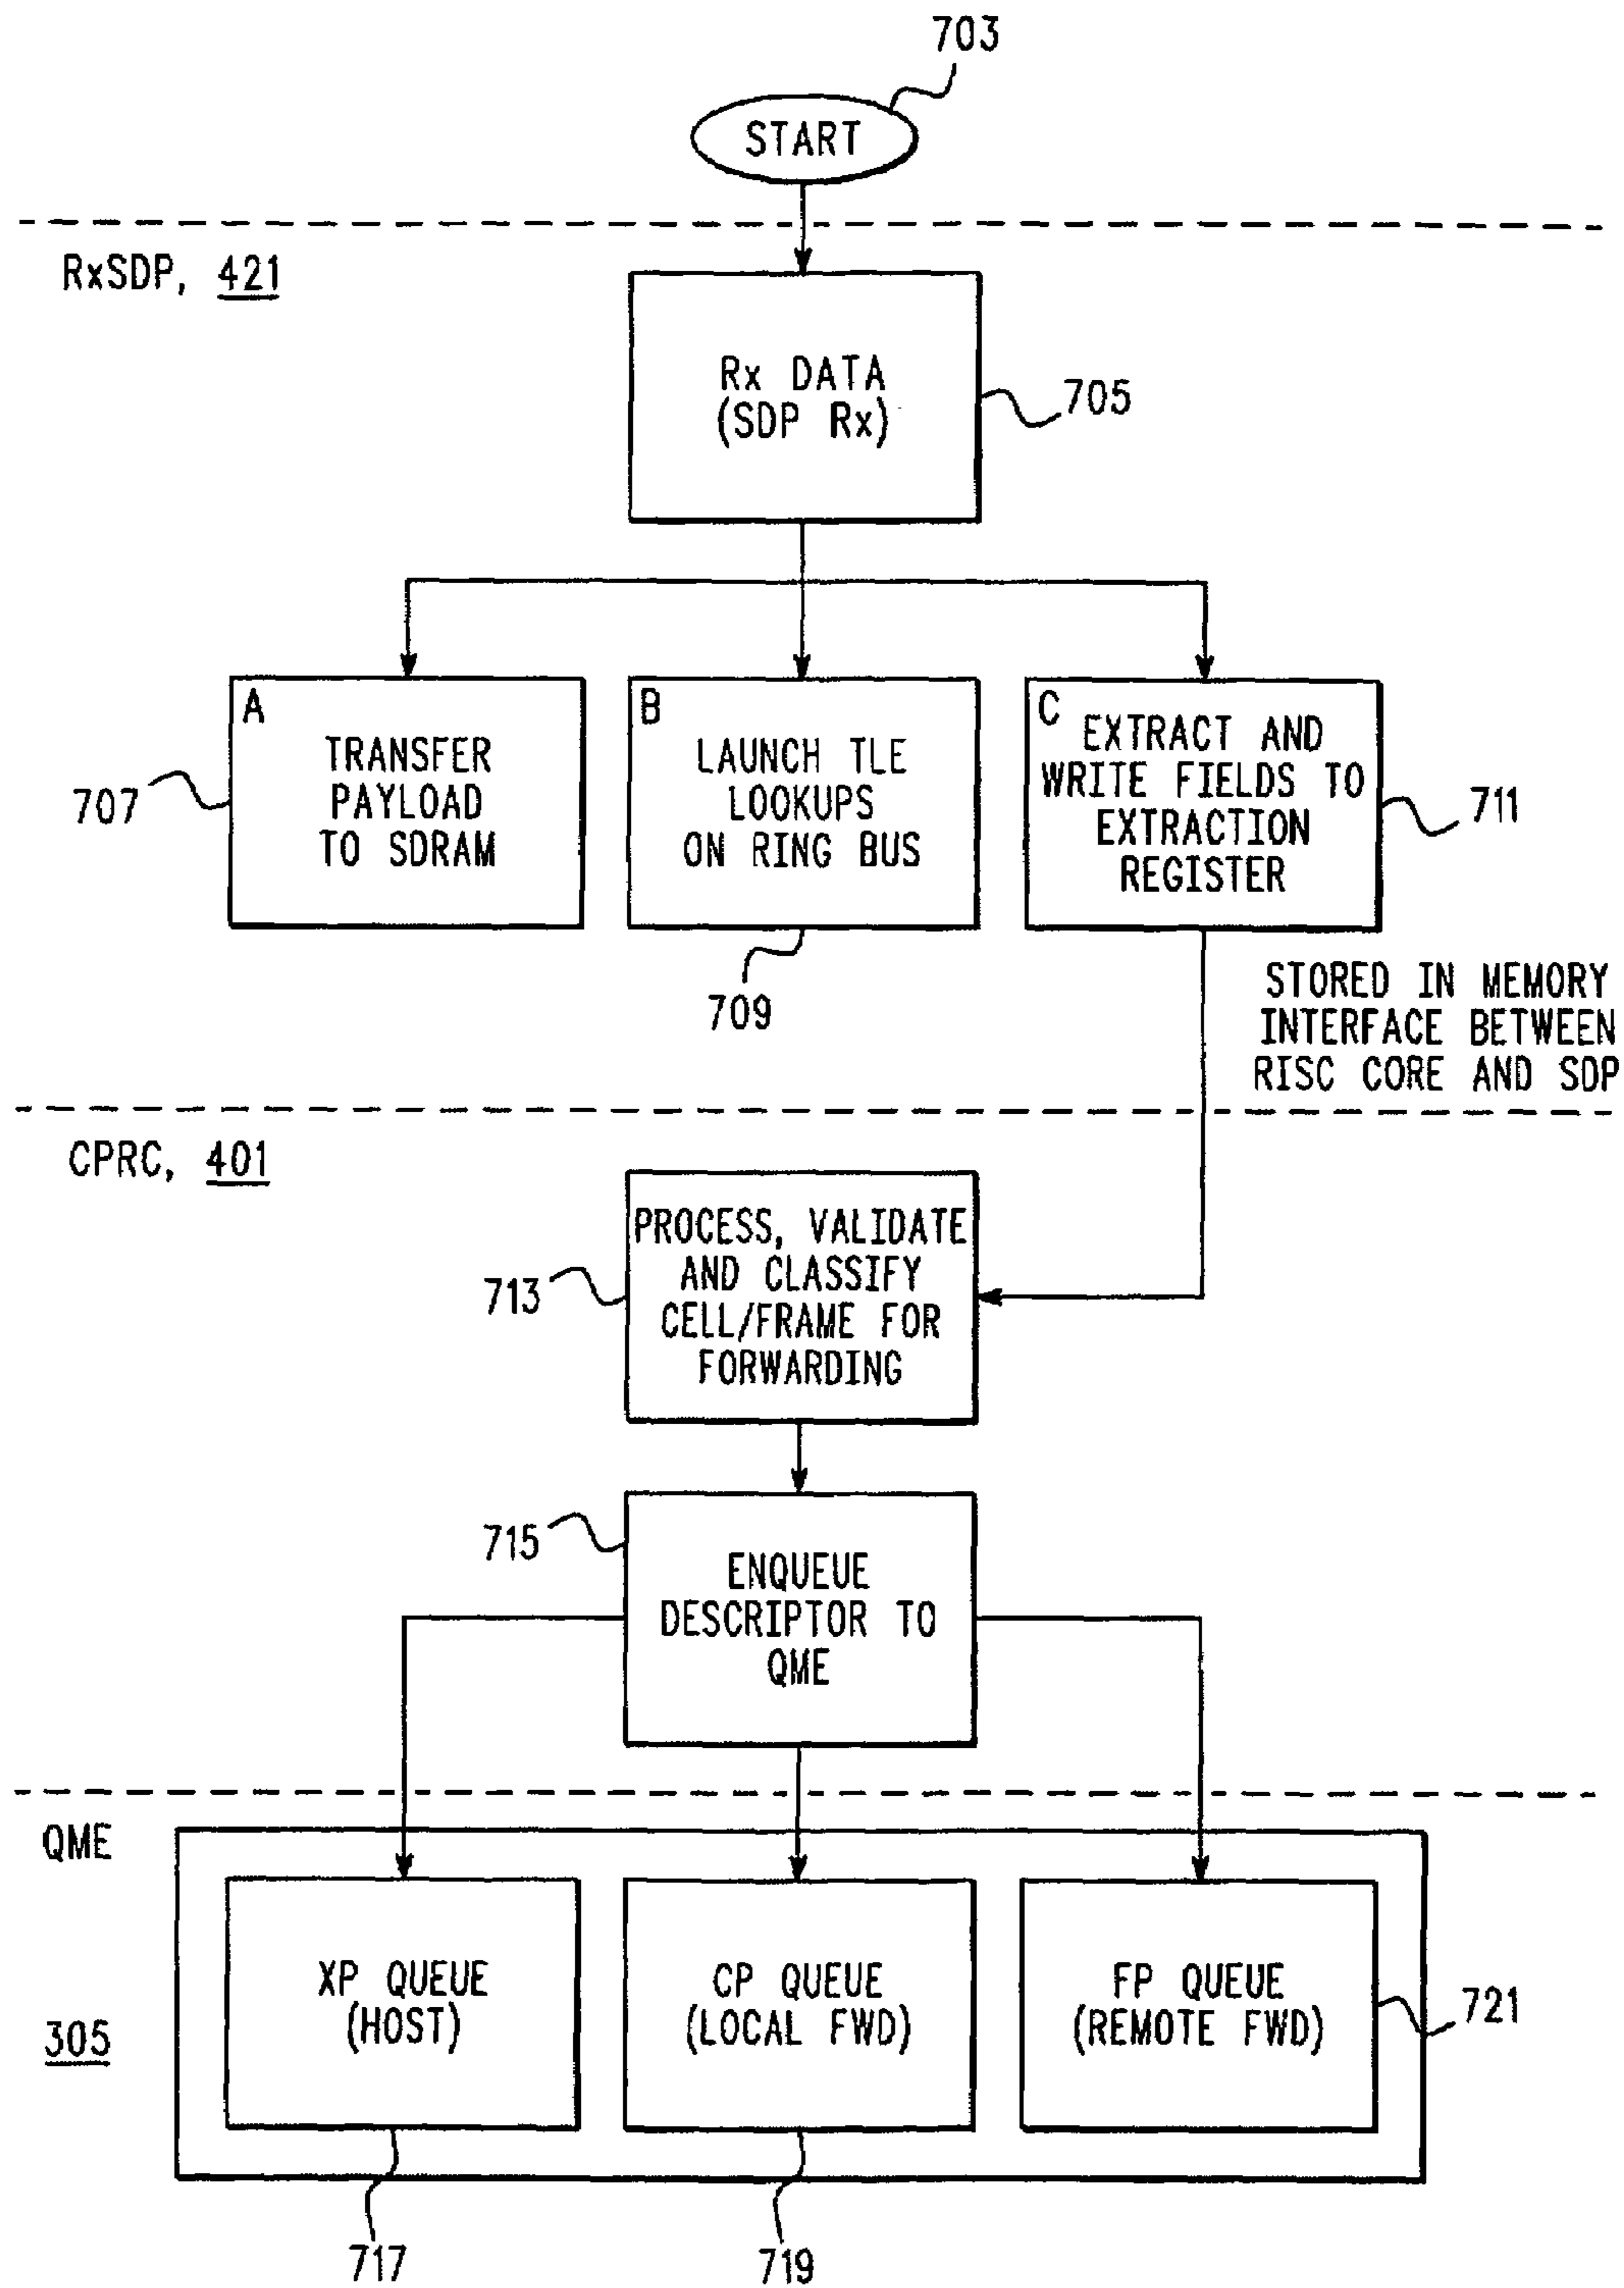 703
START
RxSDP, 421
Rx DATA
(SDP Rx)
705
A
TRANSFER
PAYLOAD
TO SDRAM
707
B
LAUNCH TLE
LOOKUPS
ON RING BUS
709
C
EXTRACT AND
WRITE FIELDS TO
EXTRACTION
REGISTER
711
STORED IN MEMORY
INTERFACE BETWEEN
RISC CORE AND SDP
CPRC, 401
PROCESS, VALIDATE
AND CLASSIFY
CELL/FRAME FOR
FORWARDING
713
715
ENQUEUE
DESCRIPTOR TO
QME
QME
305
XP QUEUE
(HOST)
CP QUEUE
(LOCAL FWD)
FP QUEUE
(REMOTE FWD)
721
717
719